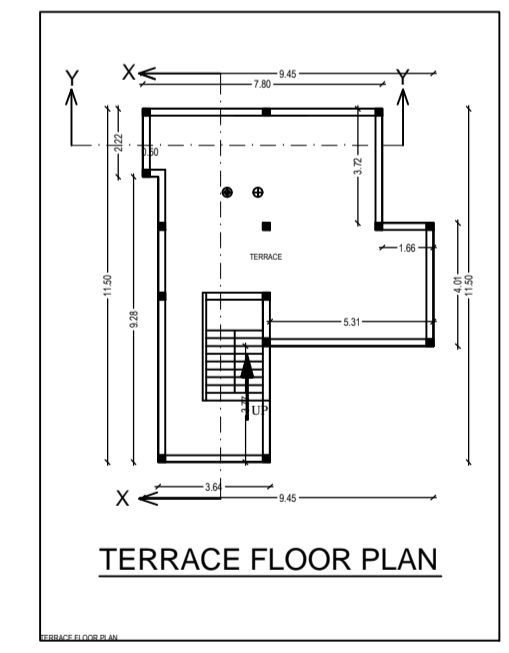 X
9.45
Y
Y
7.80
2.22
0.60
3.72
TERRACE
1.66
11.50
9.28
4.01
11.50
5.31
UP
3.64
X
9.45
TERRACE FLOOR PLAN
TERRACE FLOOR PLAN